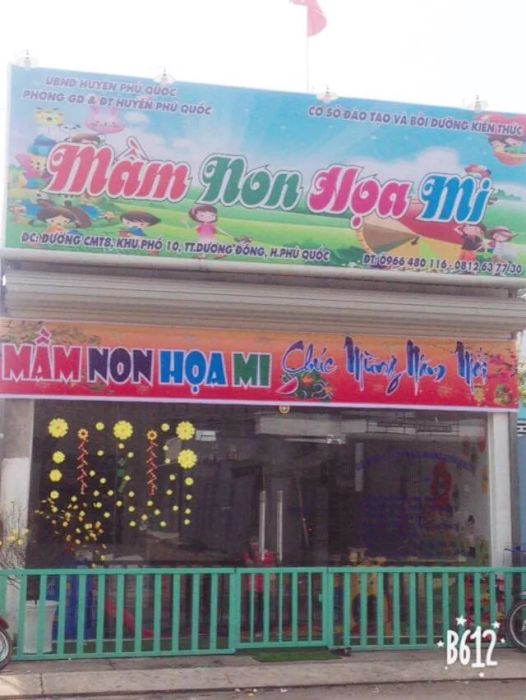 UBND HUYỆN PHÚ QUỐC
PHÒNG GD & ĐT HUYỆN PHÚ QUỐC
CƠ SỞ ĐÀO TẠO VÀ BỒI DƯỠNG KIẾN THỨC
Mầm Non Họa Mi
ĐC: ĐƯỜNG CMT8, KHU PHỐ 10, TT.DƯƠNG ĐÔNG, H.PHÚ QUỐC
ĐT: 0966 480 116 - 0812 63 77 30
MẦM NON HỌA MI Chúc Mừng Năm Mới
B612